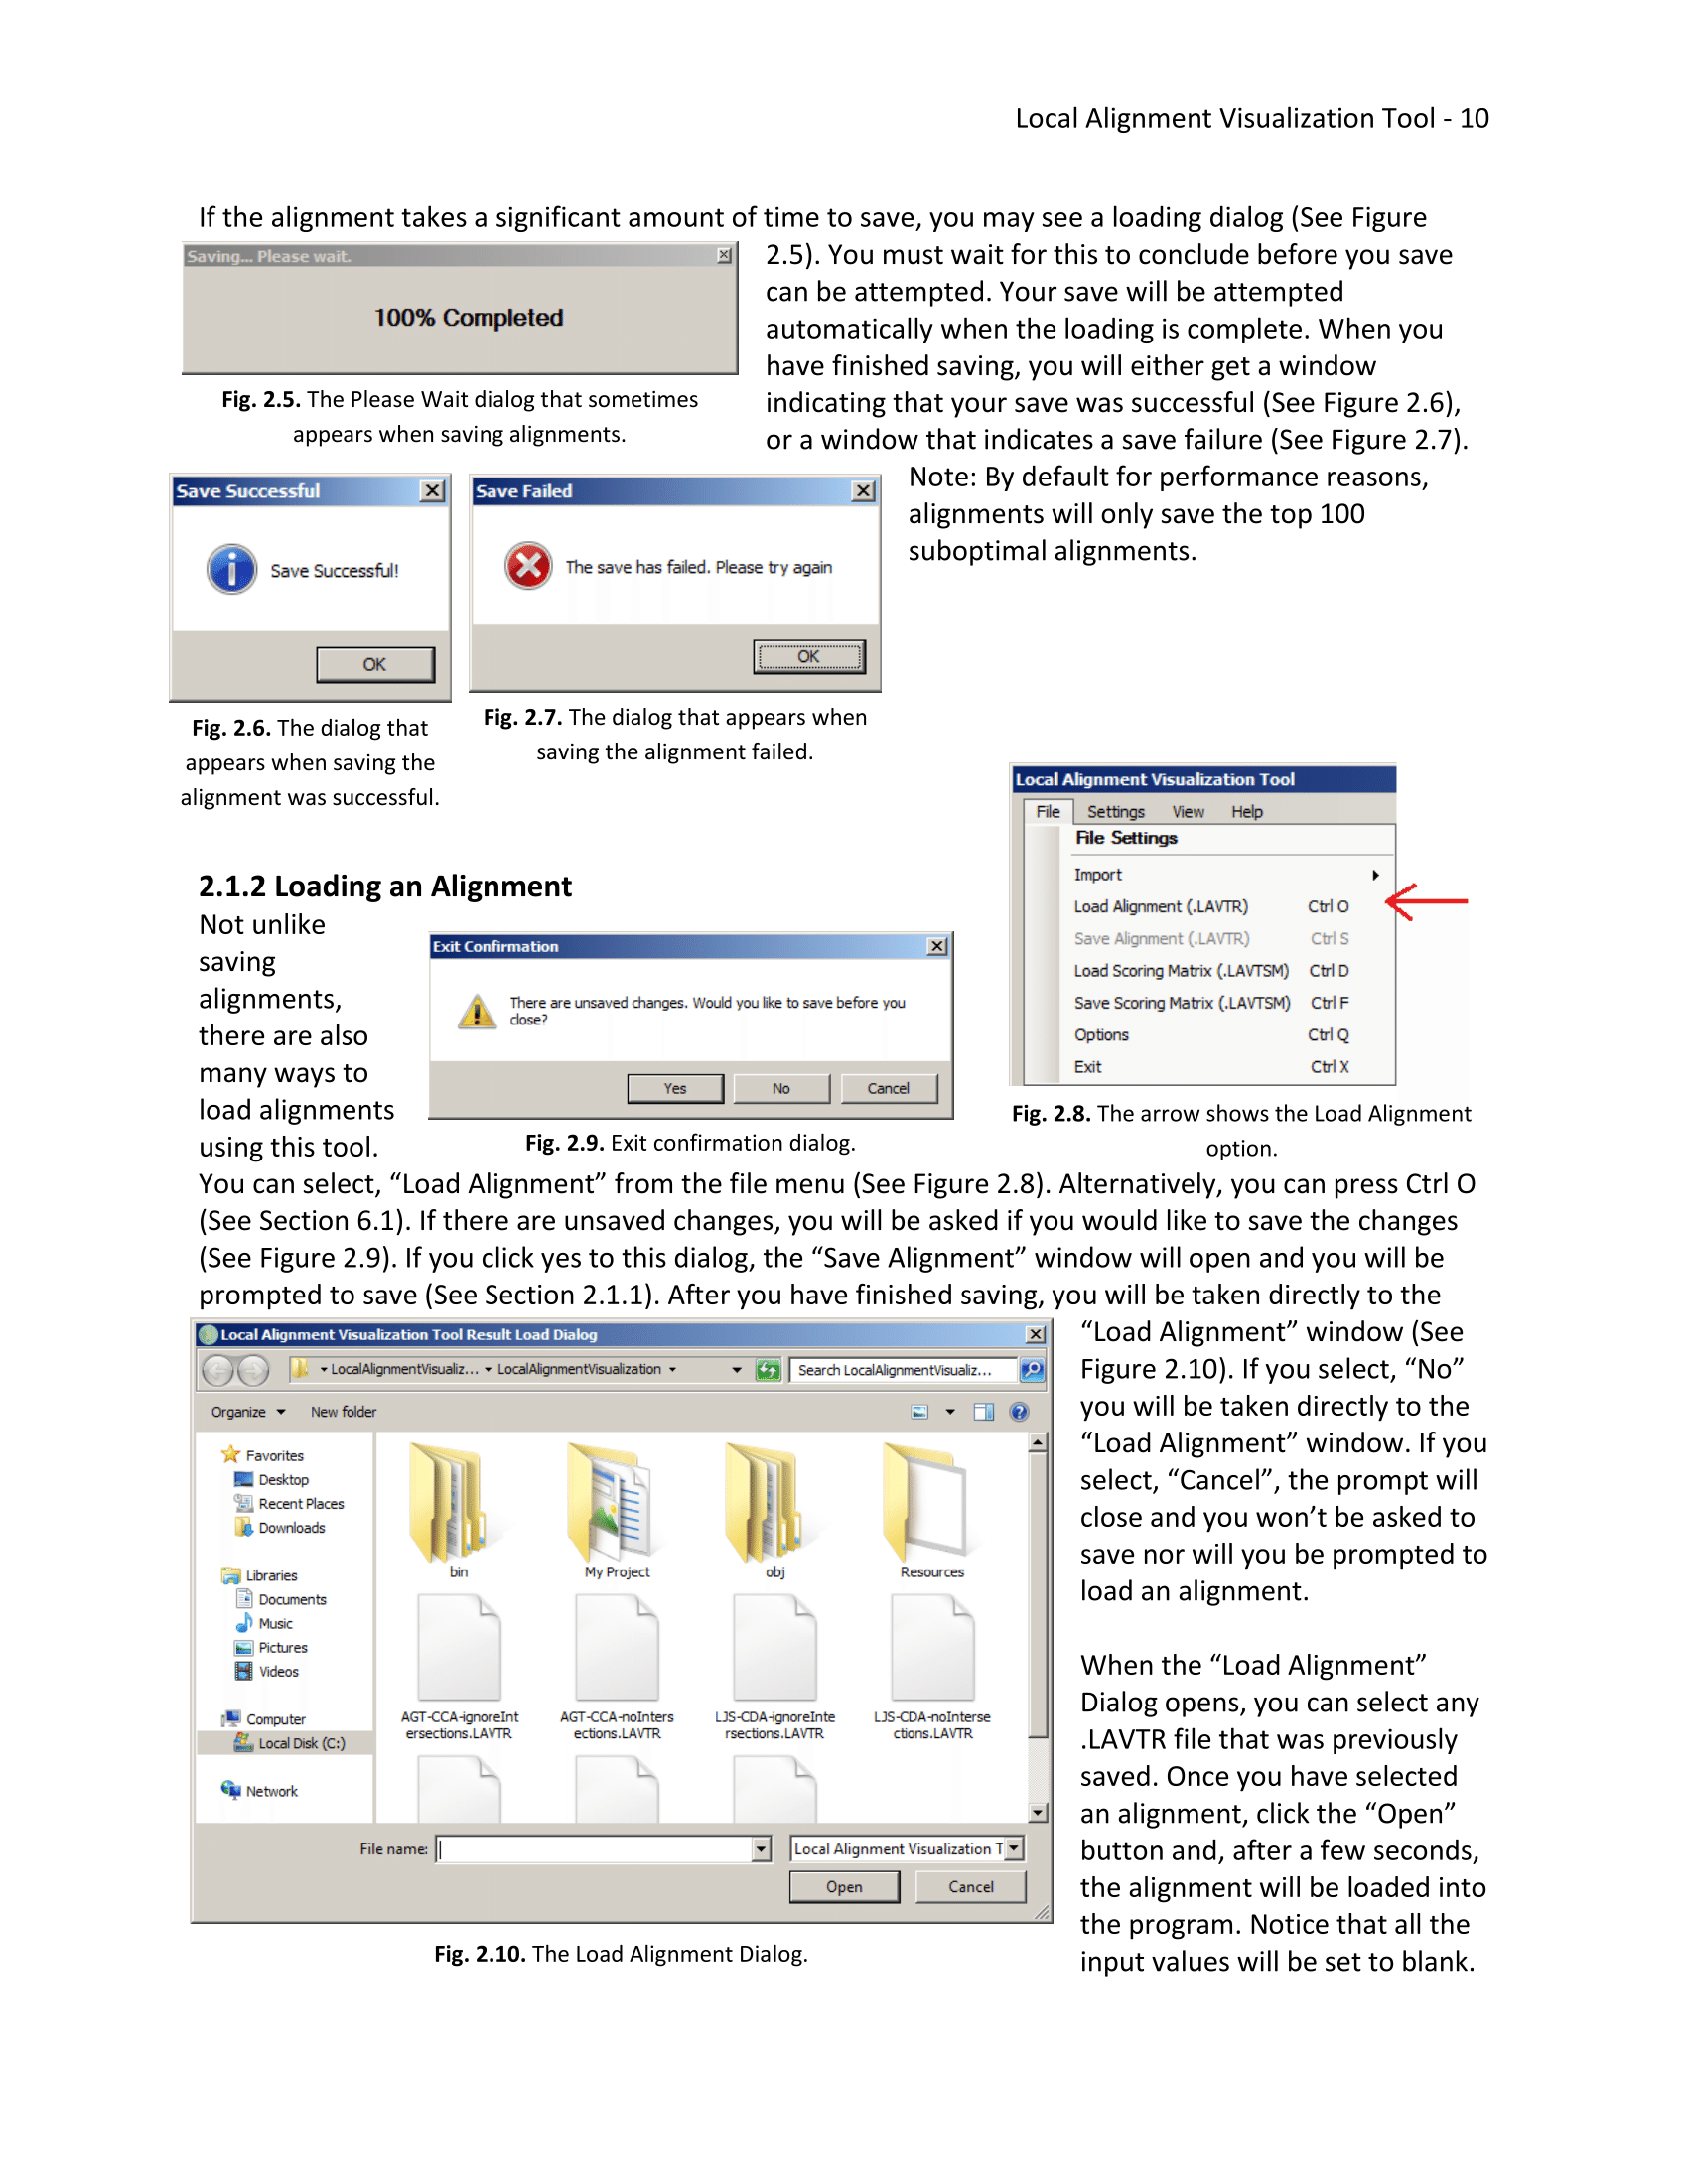 Local Alignment Visualization Tool - 10
If the alignment takes a significant amount of time to save, you may see a loading dialog (See Figure
2.5). You must wait for this to conclude before you save
can be attempted. Your save will be attempted
automatically when the loading is complete. When you
have finished saving, you will either get a window
indicating that your save was successful (See Figure 2.6),
or a window that indicates a save failure (See Figure 2.7).
Saving... Please wait.
100% Completed
Fig. 2.5. The Please Wait dialog that sometimes
appears when saving alignments.
Note: By default for performance reasons,
alignments will only save the top 100
suboptimal alignments.
Save Successful
Save Successful!
OK
Fig. 2.6. The dialog that
appears when saving the
alignment was successful.
Save Failed
The save has failed. Please try again
OK
Fig. 2.7. The dialog that appears when
saving the alignment failed.
Local Alignment Visualization Tool
File Settings View Help
File Settings
Import
Load Alignment (.LAVTR) Ctrl O
Save Alignment (.LAVTR) Ctrl S
Load Scoring Matrix (.LAVTSM) Ctrl D
Save Scoring Matrix (.LAVTSM) Ctrl F
Options Ctrl Q
Exit Ctrl X
Fig. 2.8. The arrow shows the Load Alignment
option.
2.1.2 Loading an Alignment
Not unlike
saving
alignments,
there are also
many ways to
load alignments
using this tool.
Exit Confirmation
There are unsaved changes. Would you like to save before you
close?
Yes No Cancel
Fig. 2.9. Exit confirmation dialog.
You can select, “Load Alignment” from the file menu (See Figure 2.8). Alternatively, you can press Ctrl O
(See Section 6.1). If there are unsaved changes, you will be asked if you would like to save the changes
(See Figure 2.9). If you click yes to this dialog, the “Save Alignment” window will open and you will be
prompted to save (See Section 2.1.1). After you have finished saving, you will be taken directly to the
“Load Alignment” window (See
Figure 2.10). If you select, “No”
you will be taken directly to the
“Load Alignment” window. If you
select, “Cancel”, the prompt will
close and you won’t be asked to
save nor will you be prompted to
load an alignment.
When the “Load Alignment”
Dialog opens, you can select any
.LAVTR file that was previously
saved. Once you have selected
an alignment, click the “Open”
button and, after a few seconds,
the alignment will be loaded into
the program. Notice that all the
input values will be set to blank.
Local Alignment Visualization Tool Result Load Dialog
LocalAlignmentVisualiz... LocalAlignmentVisualization
Search LocalAlignmentVisualiz...
Organize New folder
Favorites
Desktop
Recent Places
Downloads
Libraries
Documents
Music
Pictures
Videos
Computer
Local Disk (C:)
Network
bin My Project obj Resources
AGT-CCA-ignoreInt AGT-CCA-noInters LJS-CDA-ignoreInte LJS-CDA-noInterse
ersections.LAVTR ections.LAVTR rsections.LAVTR ctions.LAVTR
File name: Local Alignment Visualization T
Open Cancel
Fig. 2.10. The Load Alignment Dialog.